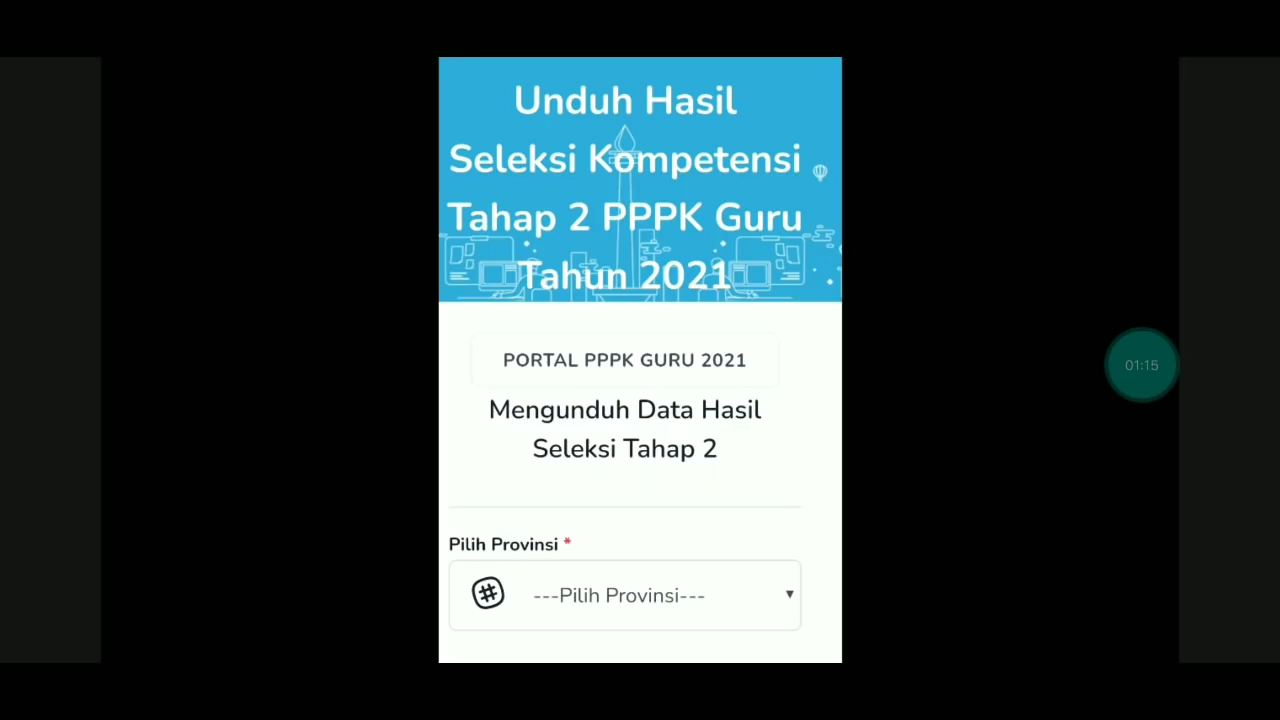 Unduh Hasil
Seleksi Kompetensi
Tahap 2 PPPK Guru
Tahun 2021
PORTAL PPPK GURU 2021
Mengunduh Data Hasil
Seleksi Tahap 2
Pilih Provinsi *
---Pilih Provinsi---
01:15